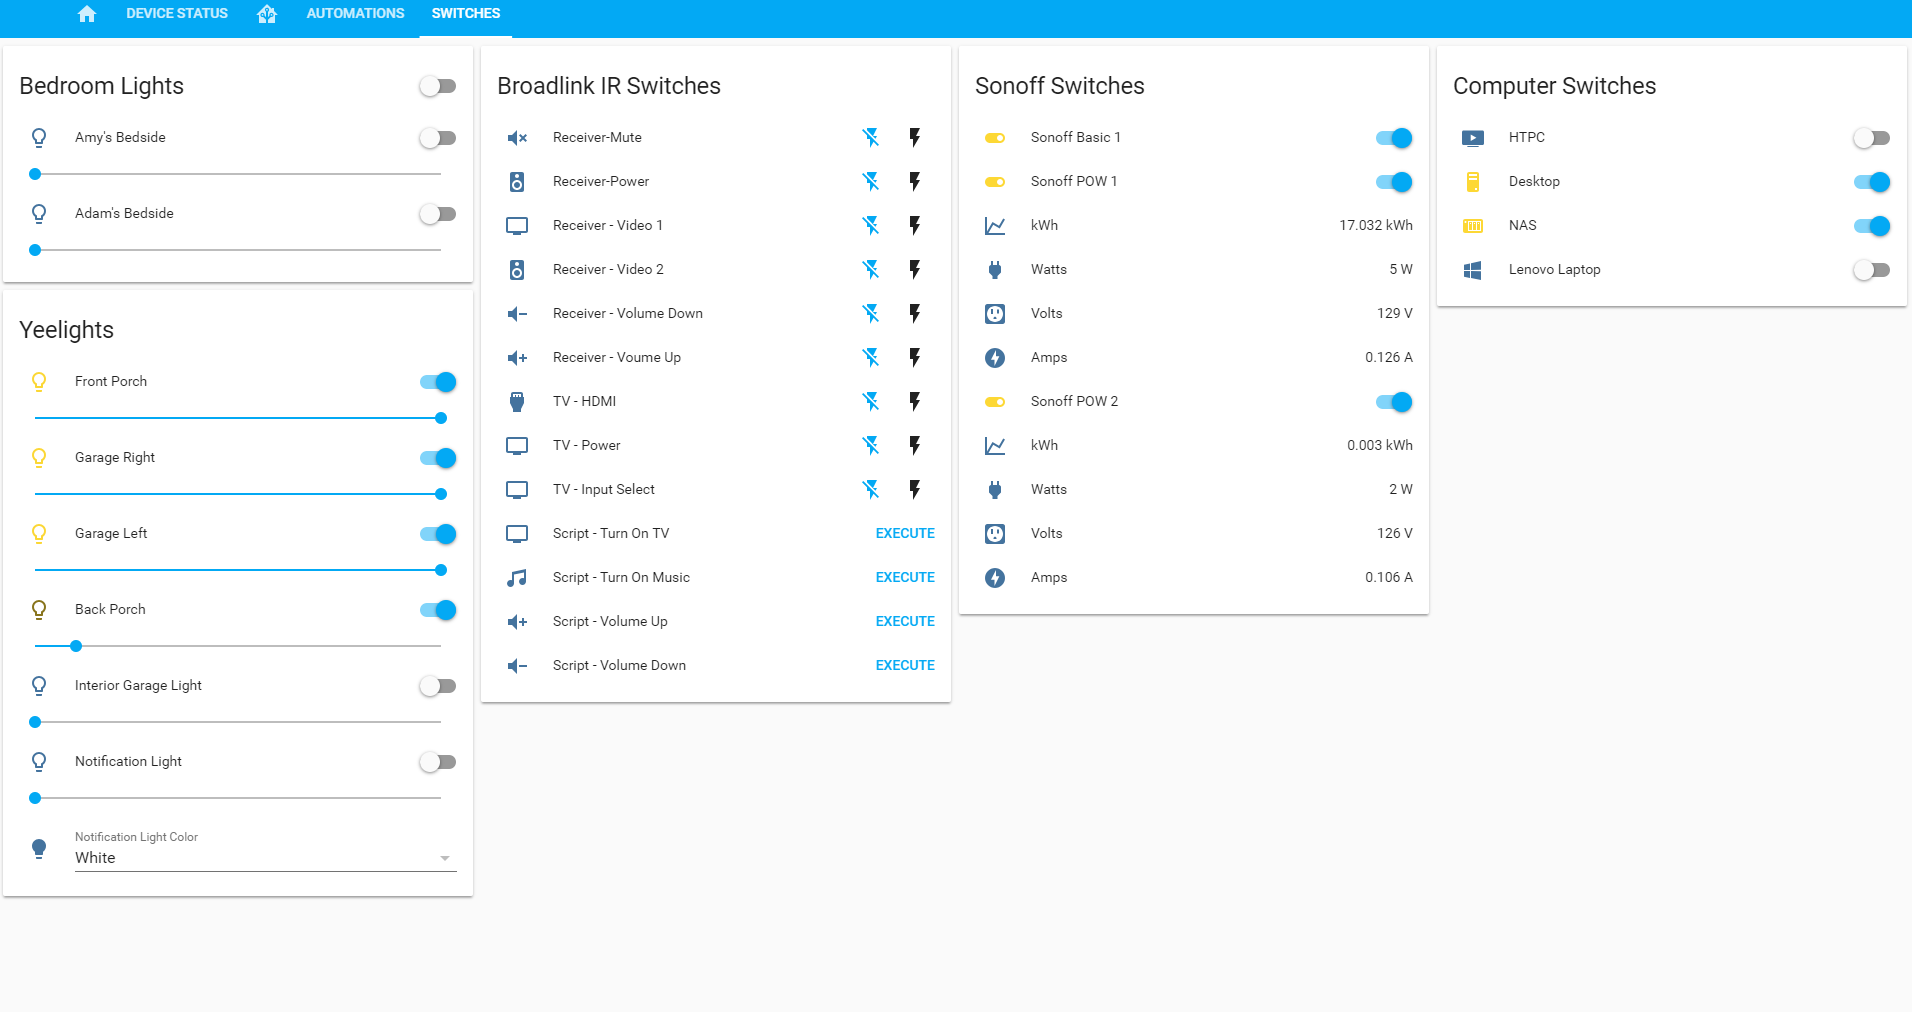 DEVICE STATUS
AUTOMATIONS
SWITCHES
Bedroom Lights
Amy's Bedside
Adam's Bedside
Yeelights
Front Porch
Garage Right
Garage Left
Back Porch
Interior Garage Light
Notification Light
Notification Light Color
White
Broadlink IR Switches
Receiver-Mute
Receiver-Power
Receiver - Video 1
Receiver - Video 2
Receiver - Volume Down
Receiver - Voume Up
TV - HDMI
TV - Power
TV - Input Select
Script - Turn On TV EXECUTE
Script - Turn On Music EXECUTE
Script - Volume Up EXECUTE
Script - Volume Down EXECUTE
Sonoff Switches
Sonoff Basic 1
Sonoff POW 1
kWh 17.032 kWh
Watts 5 W
Volts 129 V
Amps 0.126 A
Sonoff POW 2
kWh 0.003 kWh
Watts 2 W
Volts 126 V
Amps 0.106 A
Computer Switches
HTPC
Desktop
NAS
Lenovo Laptop